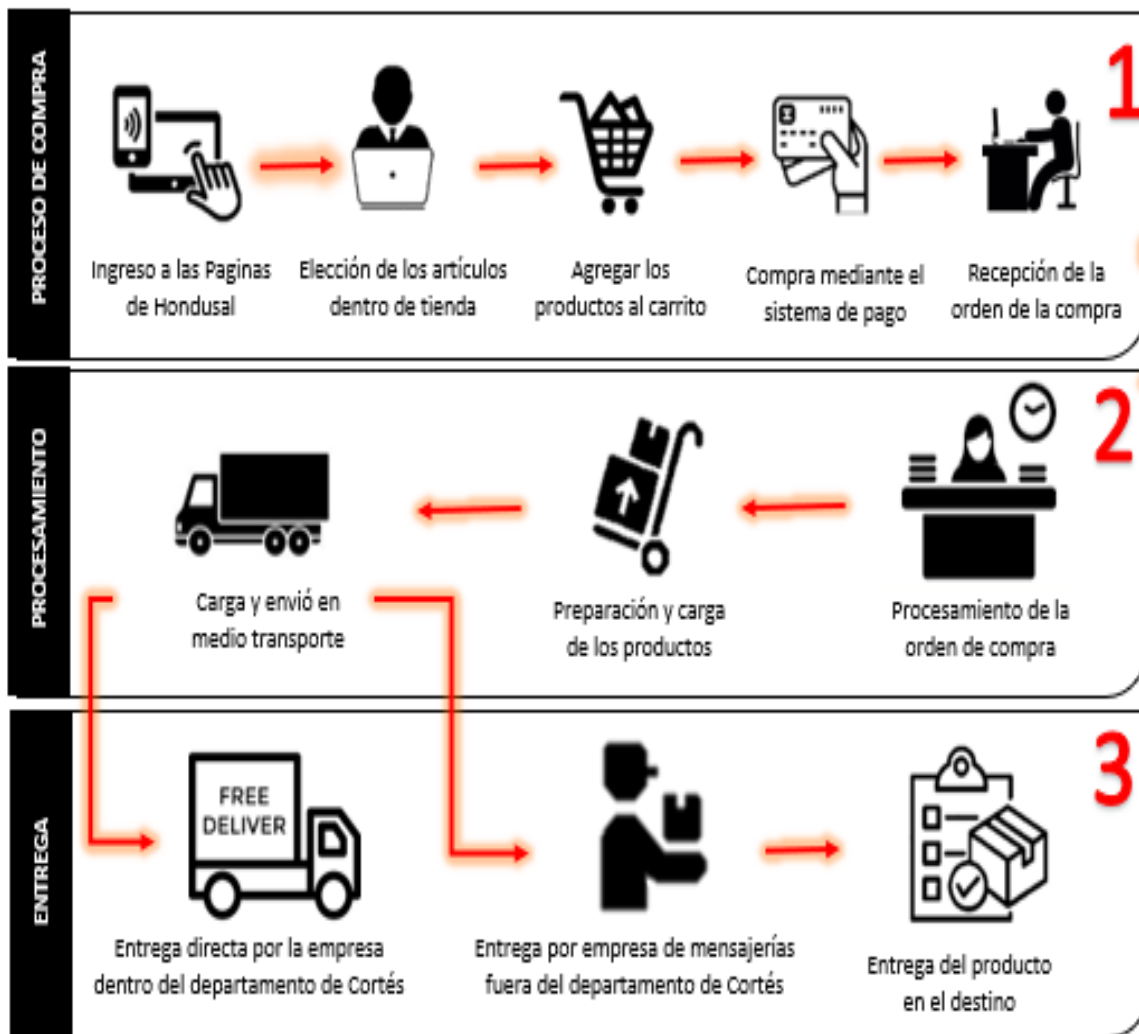 PROCESO DE COMPRA
1
Ingreso a las Paginas
de Hondusal
Elección de los artículos
dentro de tienda
Agregar los
productos al carrito
Compra mediante el
sistema de pago
Recepción de la
orden de la compra
PROCESAMIENTO
2
Carga y envió en
medio transporte
Preparación y carga
de los productos
Procesamiento de la
orden de compra
ENTREGA
3
FREE
DELIVER
Entrega directa por la empresa
dentro del departamento de Cortés
Entrega por empresa de mensajerías
fuera del departamento de Cortés
Entrega del producto
en el destino